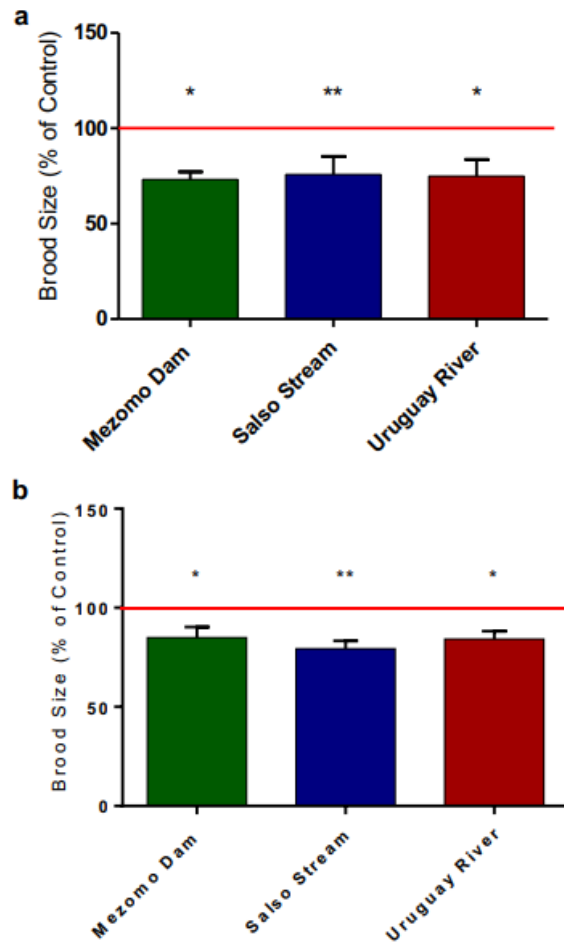 a
Brood Size (% of Control)
150
100
50
0
* ** *
Mezomo Dam
Salso Stream
Uruguay River
b
Brood Size (% of Control)
150
100
50
0
* ** *
Mezomo Dam
Salso Stream
Uruguay River